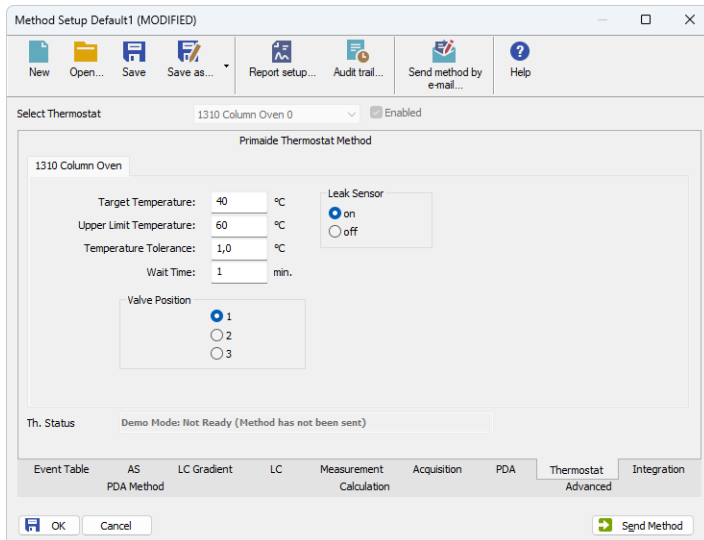 Method Setup Default1 (MODIFIED)
New Open... Save Save as... Report setup... Audit trail... Send method by e-mail... Help
Select Thermostat 1310 Column Oven 0 Enabled
Primaide Thermostat Method
1310 Column Oven
Target Temperature: 40 °C
Upper Limit Temperature: 60 °C
Temperature Tolerance: 1,0 °C
Wait Time: 1 min.
Leak Sensor
on
off
Valve Position
1
2
3
Th. Status Demo Mode: Not Ready (Method has not been sent)
Event Table AS LC Gradient LC Measurement Acquisition PDA Thermostat Integration
PDA Method Calculation Advanced
OK Cancel Send Method